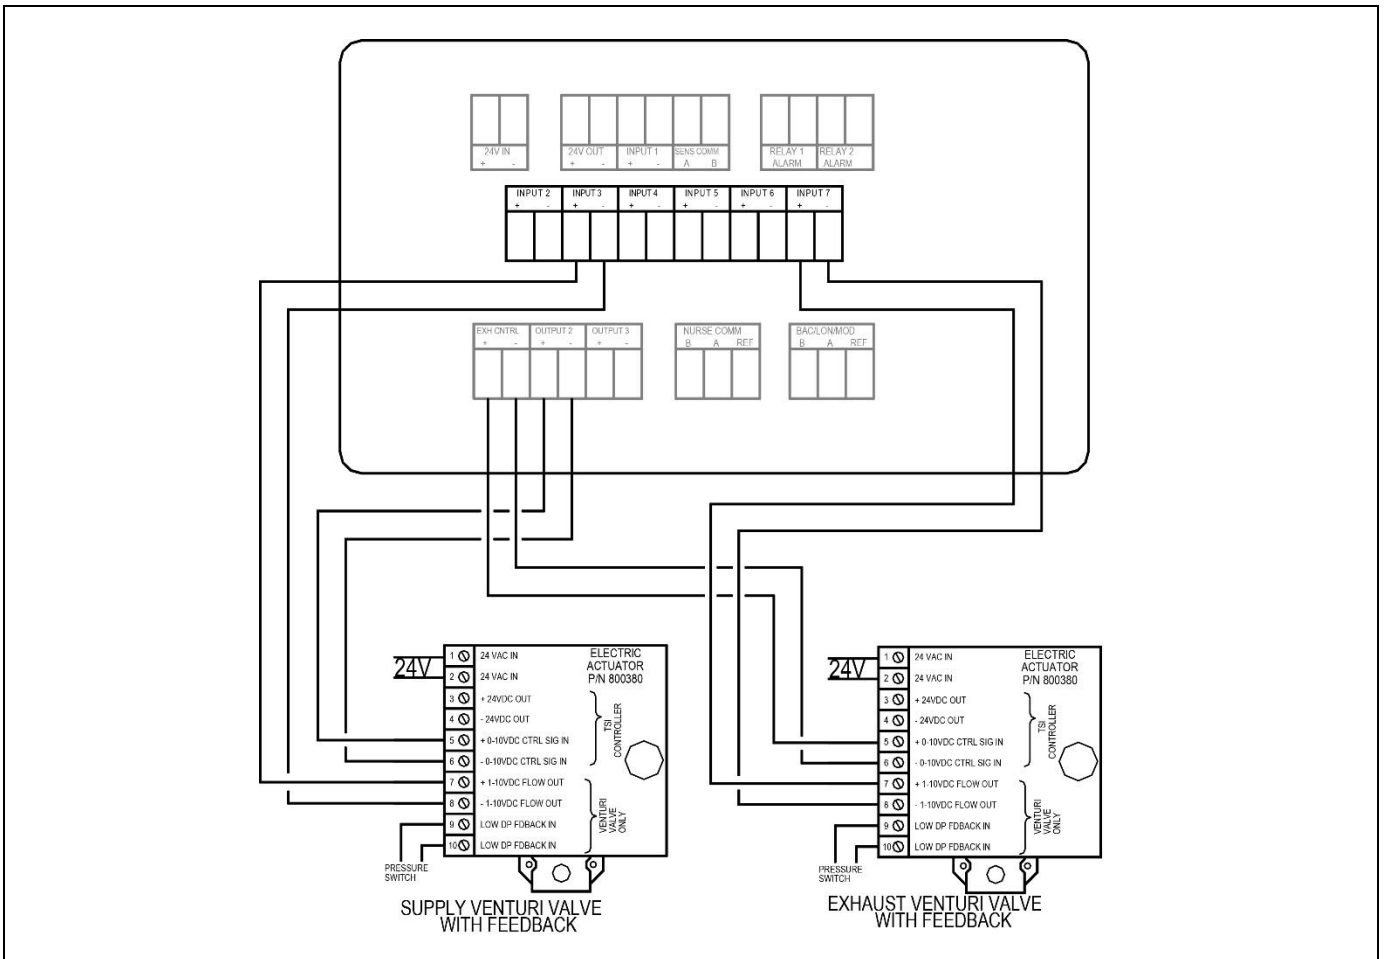 24V IN
+ -
24V OUT INPUT 1 SENS COMM
+ - + - A B
RELAY 1 RELAY 2
ALARM ALARM
INPUT 2 INPUT 3 INPUT 4 INPUT 5 INPUT 6 INPUT 7
+ - + - + - + - + - + -
EXH CNTRL OUTPUT 2 OUTPUT 3
+ - + - + -
NURSE COMM
B A REF
BAC/LON/MOD
B A REF
24V
1 24 VAC IN
2 24 VAC IN
3 + 24VDC OUT
4 - 24VDC OUT
5 + 0-10VDC CTRL SIG IN
6 - 0-10VDC CTRL SIG IN
7 + 1-10VDC FLOW OUT
8 - 1-10VDC FLOW OUT
9 LOW DP FDBACK IN
10 LOW DP FDBACK IN
ELECTRIC
ACTUATOR
P/N 800380
TSI
CONTROLLER
VENTURI
VALVE
ONLY
PRESSURE
SWITCH
SUPPLY VENTURI VALVE
WITH FEEDBACK
24V
1 24 VAC IN
2 24 VAC IN
3 + 24VDC OUT
4 - 24VDC OUT
5 + 0-10VDC CTRL SIG IN
6 - 0-10VDC CTRL SIG IN
7 + 1-10VDC FLOW OUT
8 - 1-10VDC FLOW OUT
9 LOW DP FDBACK IN
10 LOW DP FDBACK IN
ELECTRIC
ACTUATOR
P/N 800380
TSI
CONTROLLER
VENTURI
VALVE
ONLY
PRESSURE
SWITCH
EXHAUST VENTURI VALVE
WITH FEEDBACK